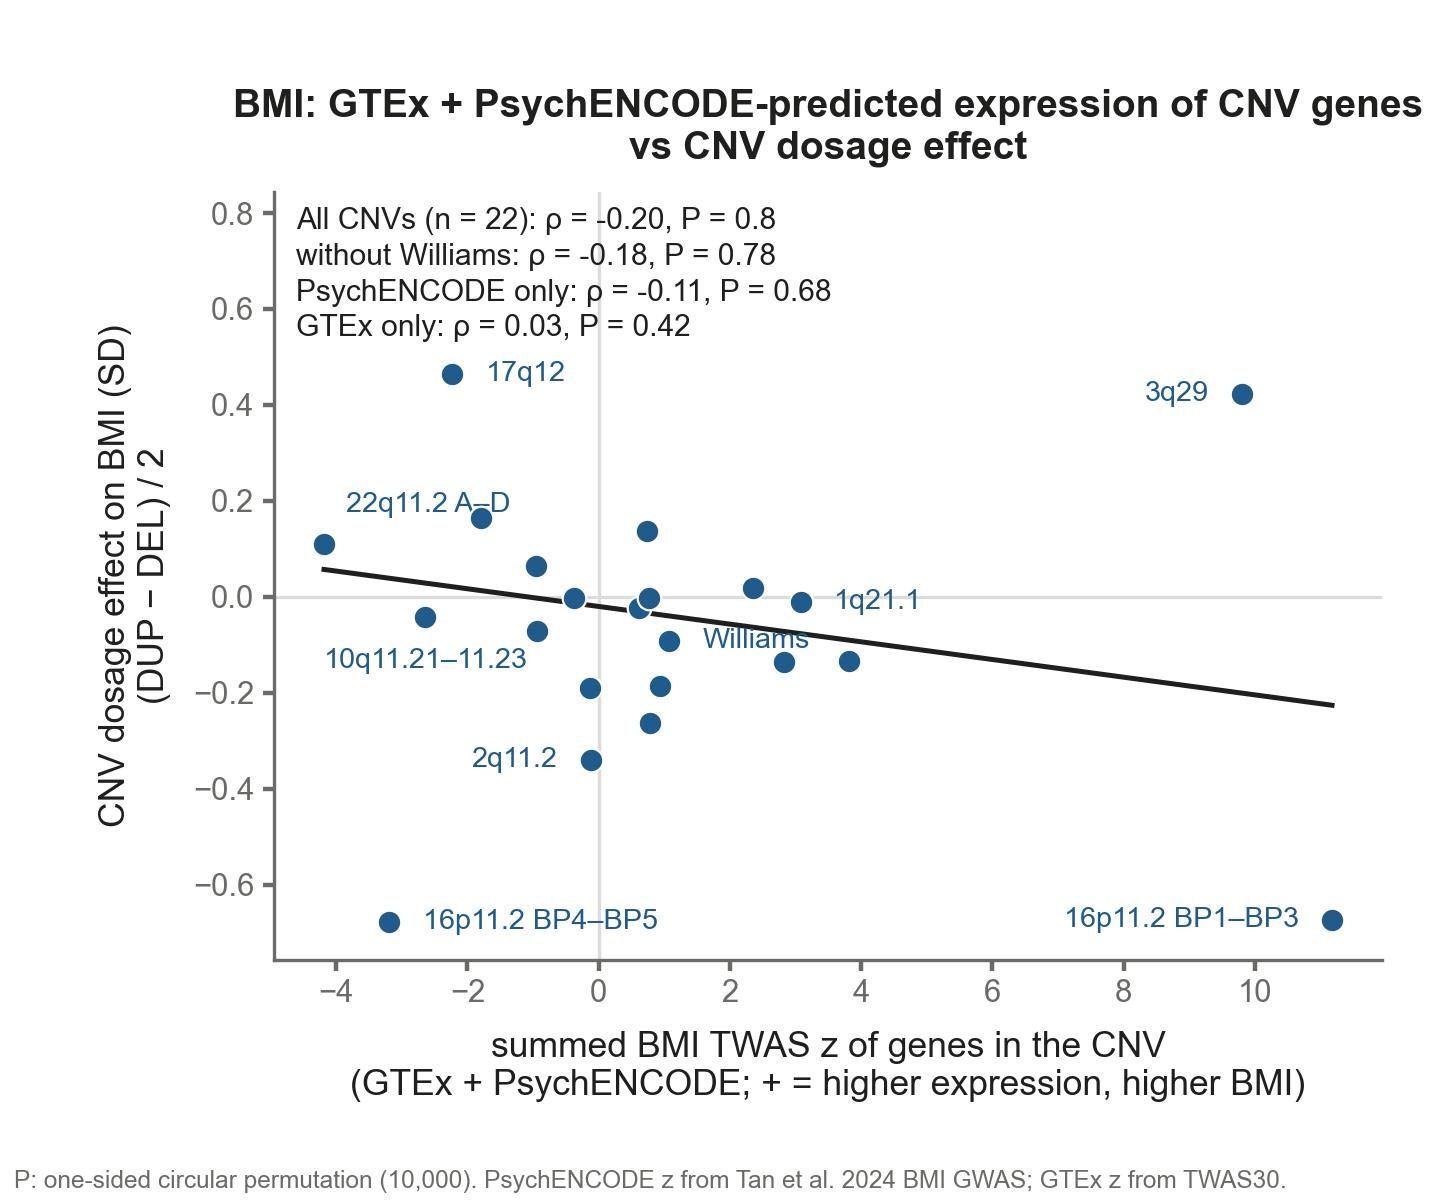 BMI: GTEx + PsychENCODE-predicted expression of CNV genes
vs CNV dosage effect
All CNVs (n = 22): ρ = -0.20, P = 0.8
without Williams: ρ = -0.18, P = 0.78
PsychENCODE only: ρ = -0.11, P = 0.68
GTEx only: ρ = 0.03, P = 0.42
CNV dosage effect on BMI (SD)
(DUP − DEL) / 2
0.8
0.6
0.4
0.2
0.0
−0.2
−0.4
−0.6
17q12
3q29
22q11.2 A–D
1q21.1
Williams
10q11.21–11.23
2q11.2
16p11.2 BP4–BP5
16p11.2 BP1–BP3
−4
−2
0
2
4
6
8
10
summed BMI TWAS z of genes in the CNV
(GTEx + PsychENCODE; + = higher expression, higher BMI)
P: one-sided circular permutation (10,000). PsychENCODE z from Tan et al. 2024 BMI GWAS; GTEx z from TWAS30.